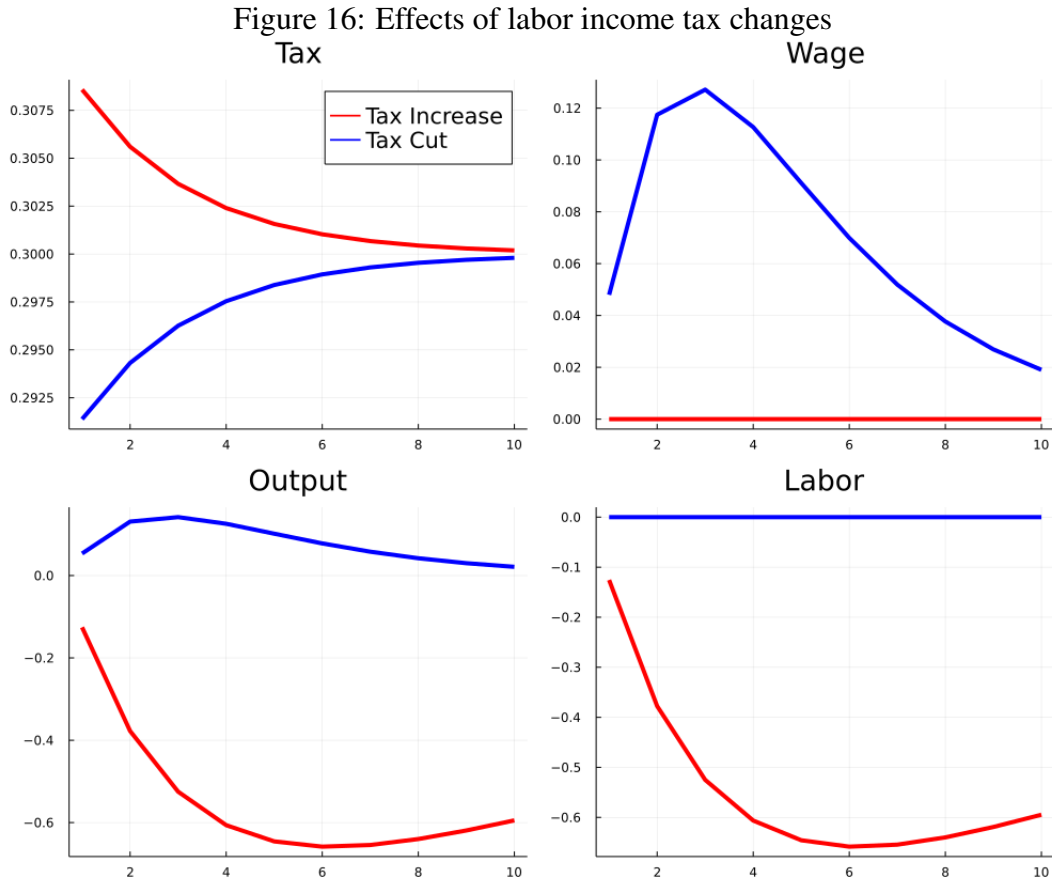 Figure 16: Effects of labor income tax changes
Tax
0.3075
0.3050
0.3025
0.3000
0.2975
0.2950
0.2925
2 4 6 8 10
Tax Increase
Tax Cut
Wage
0.12
0.10
0.08
0.06
0.04
0.02
0.00
2 4 6 8 10
Output
0.0
−0.2
−0.4
−0.6
2 4 6 8 10
Labor
0.0
−0.1
−0.2
−0.3
−0.4
−0.5
−0.6
2 4 6 8 10